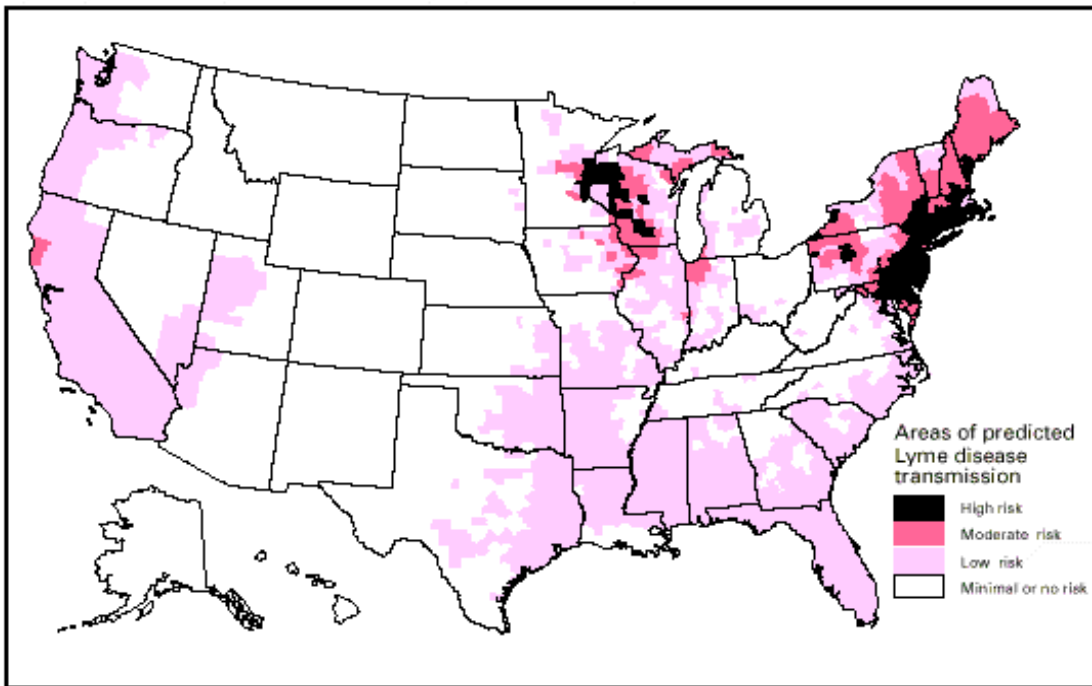 Areas of predicted
Lyme disease
transmission
High risk
Moderate risk
Low risk
Minimal or no risk